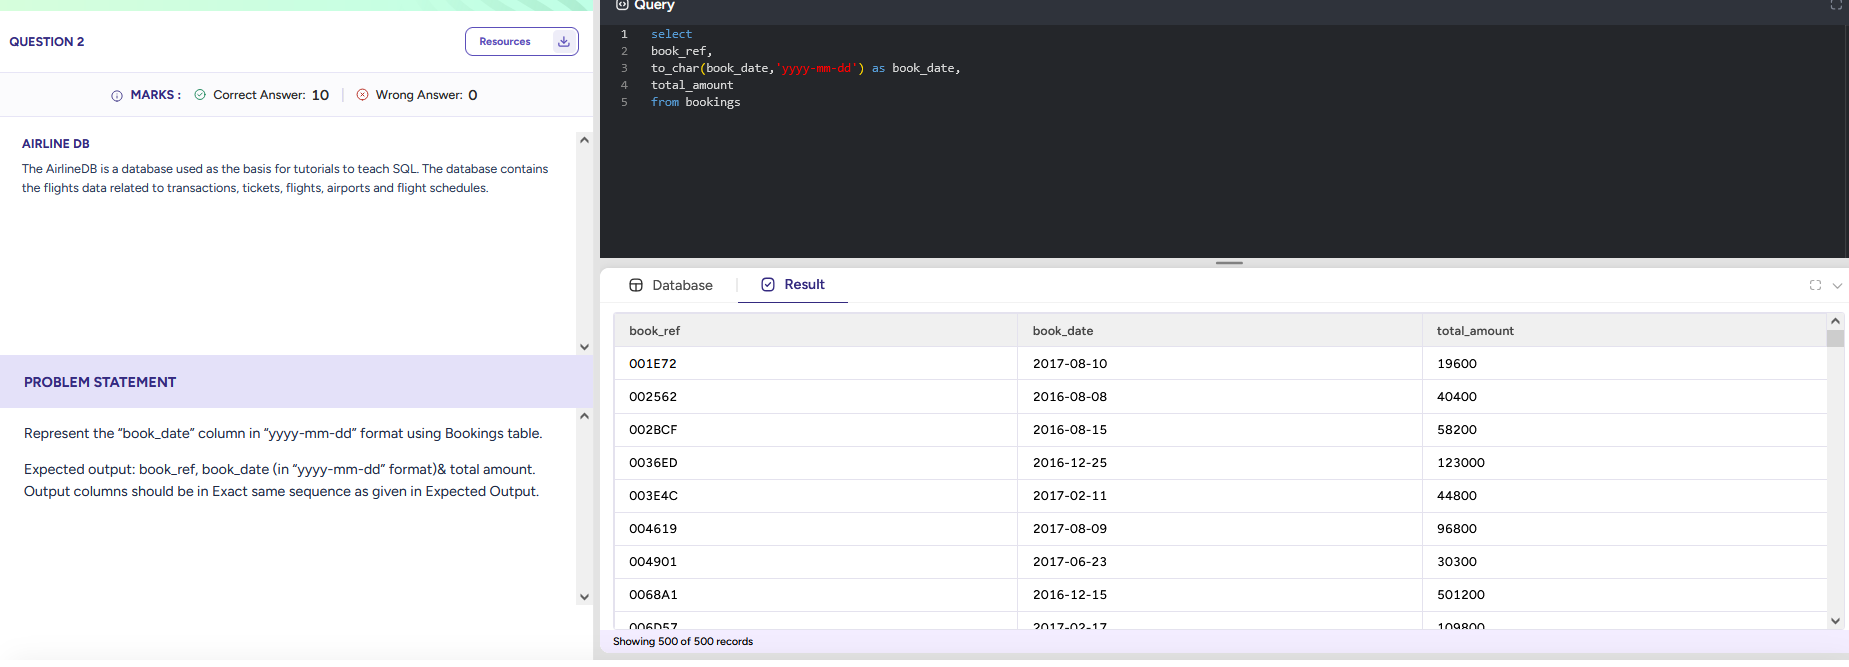 QUESTION 2
Resources
MARKS :
Correct Answer: 10
Wrong Answer: 0
AIRLINE DB
The AirlineDB is a database used as the basis for tutorials to teach SQL. The database contains
the flights data related to transactions, tickets, flights, airports and flight schedules.
PROBLEM STATEMENT
Represent the “book_date” column in “yyyy-mm-dd” format using Bookings table.
Expected output: book_ref, book_date (in “yyyy-mm-dd” format)& total amount.
Output columns should be in Exact same sequence as given in Expected Output.
Query
1 select
2 book_ref,
3 to_char(book_date,'yyyy-mm-dd') as book_date,
4 total_amount
5 from bookings
Database
Result
book_ref book_date total_amount
001E72 2017-08-10 19600
002562 2016-08-08 40400
002BCF 2016-08-15 58200
0036ED 2016-12-25 123000
003E4C 2017-02-11 44800
004619 2017-08-09 96800
004901 2017-06-23 30300
0068A1 2016-12-15 501200
006D57 2017-02-17 109800
Showing 500 of 500 records